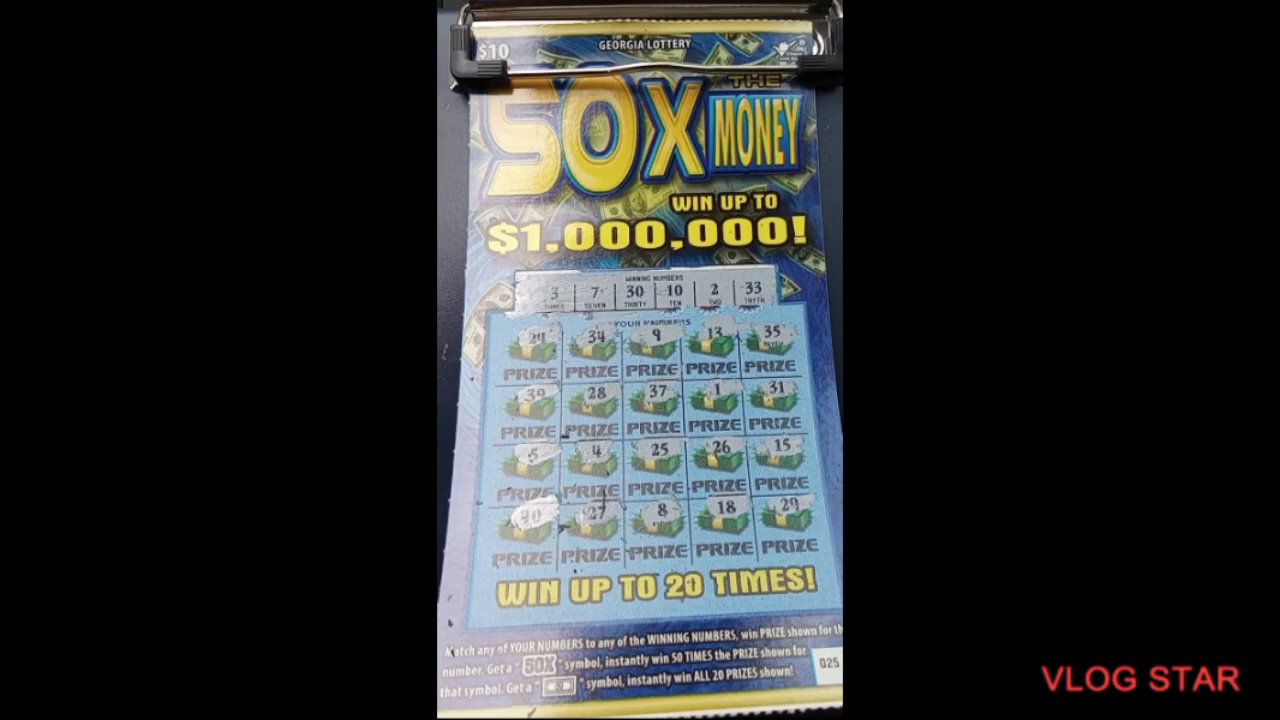 $10 GEORGIA LOTTERY
50X THE MONEY
WIN UP TO
$1,000,000!
WINNING NUMBERS
3 7 30 10 2 33
THREE SEVEN THIRTY TEN TWO TRYTH
YOUR NUMBERS
24 34 9 13 35
PRIZE PRIZE PRIZE PRIZE PRIZE
39 28 37 1 31
PRIZE PRIZE PRIZE PRIZE PRIZE
5 4 25 26 15
PRIZE PRIZE PRIZE PRIZE PRIZE
40 27 8 18 29
PRIZE PRIZE PRIZE PRIZE PRIZE
WIN UP TO 20 TIMES!
Match any of YOUR NUMBERS to any of the WINNING NUMBERS, win PRIZE shown for th
number. Get a "50X" symbol, instantly win 50 TIMES the PRIZE shown for
that symbol. Get a " " symbol, instantly win ALL 20 PRIZES shown!
025
VLOG STAR